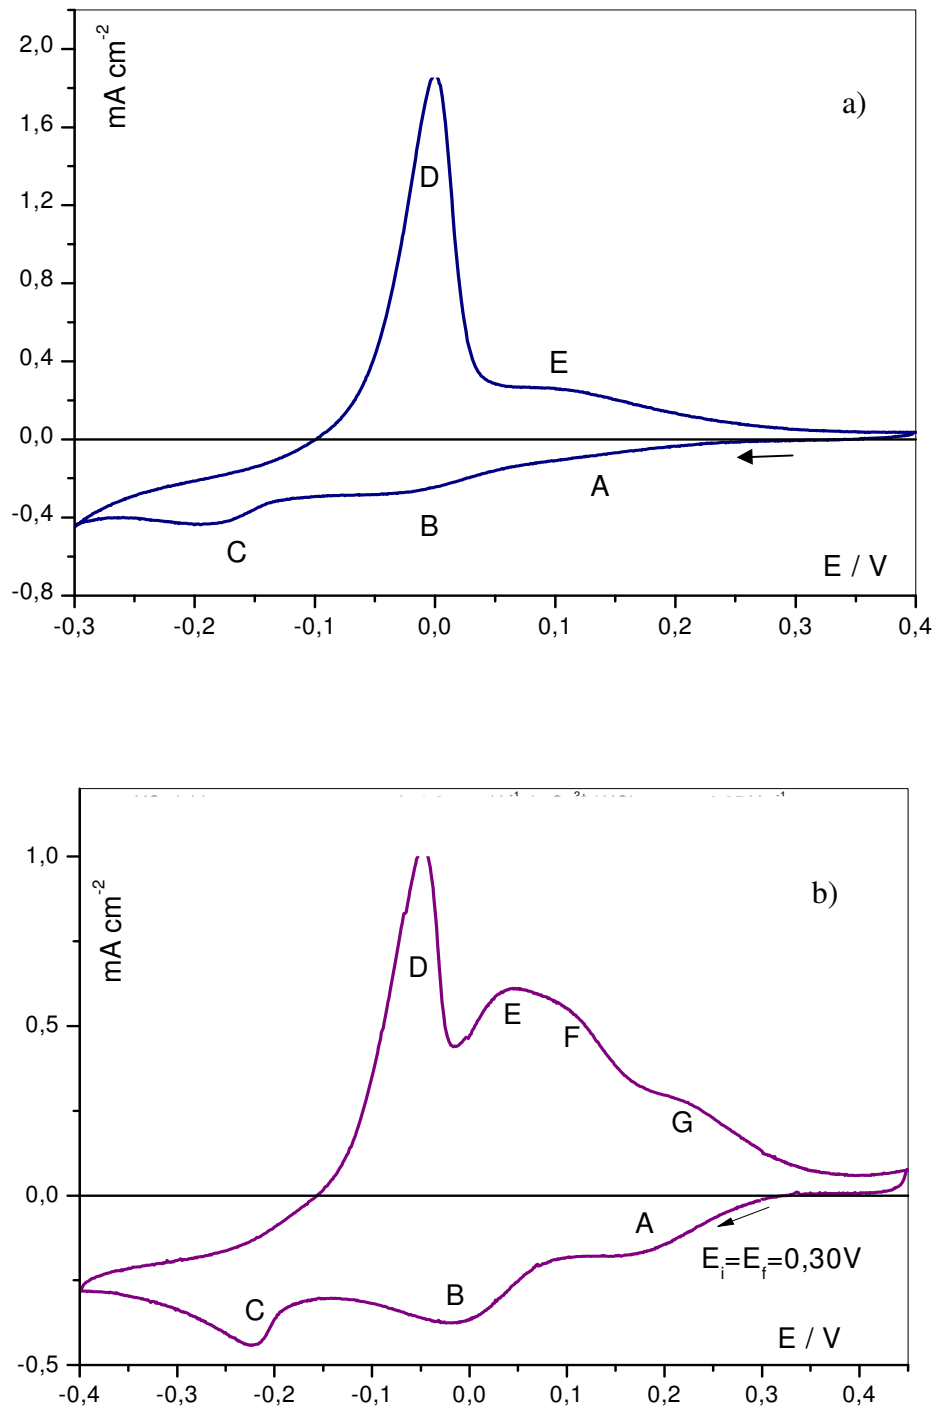 2,0
mA cm-2
a)
1,6
D
1,2
0,8
E
0,4
0,0
A
B
-0,4
C
E / V
-0,8
-0,3 -0,2 -0,1 0,0 0,1 0,2 0,3 0,4
1,0
mA cm-2
b)
D
0,5
E
F
G
0,0
A
Ei=Ef=0,30V
B
C
E / V
-0,5
-0,4 -0,3 -0,2 -0,1 0,0 0,1 0,2 0,3 0,4